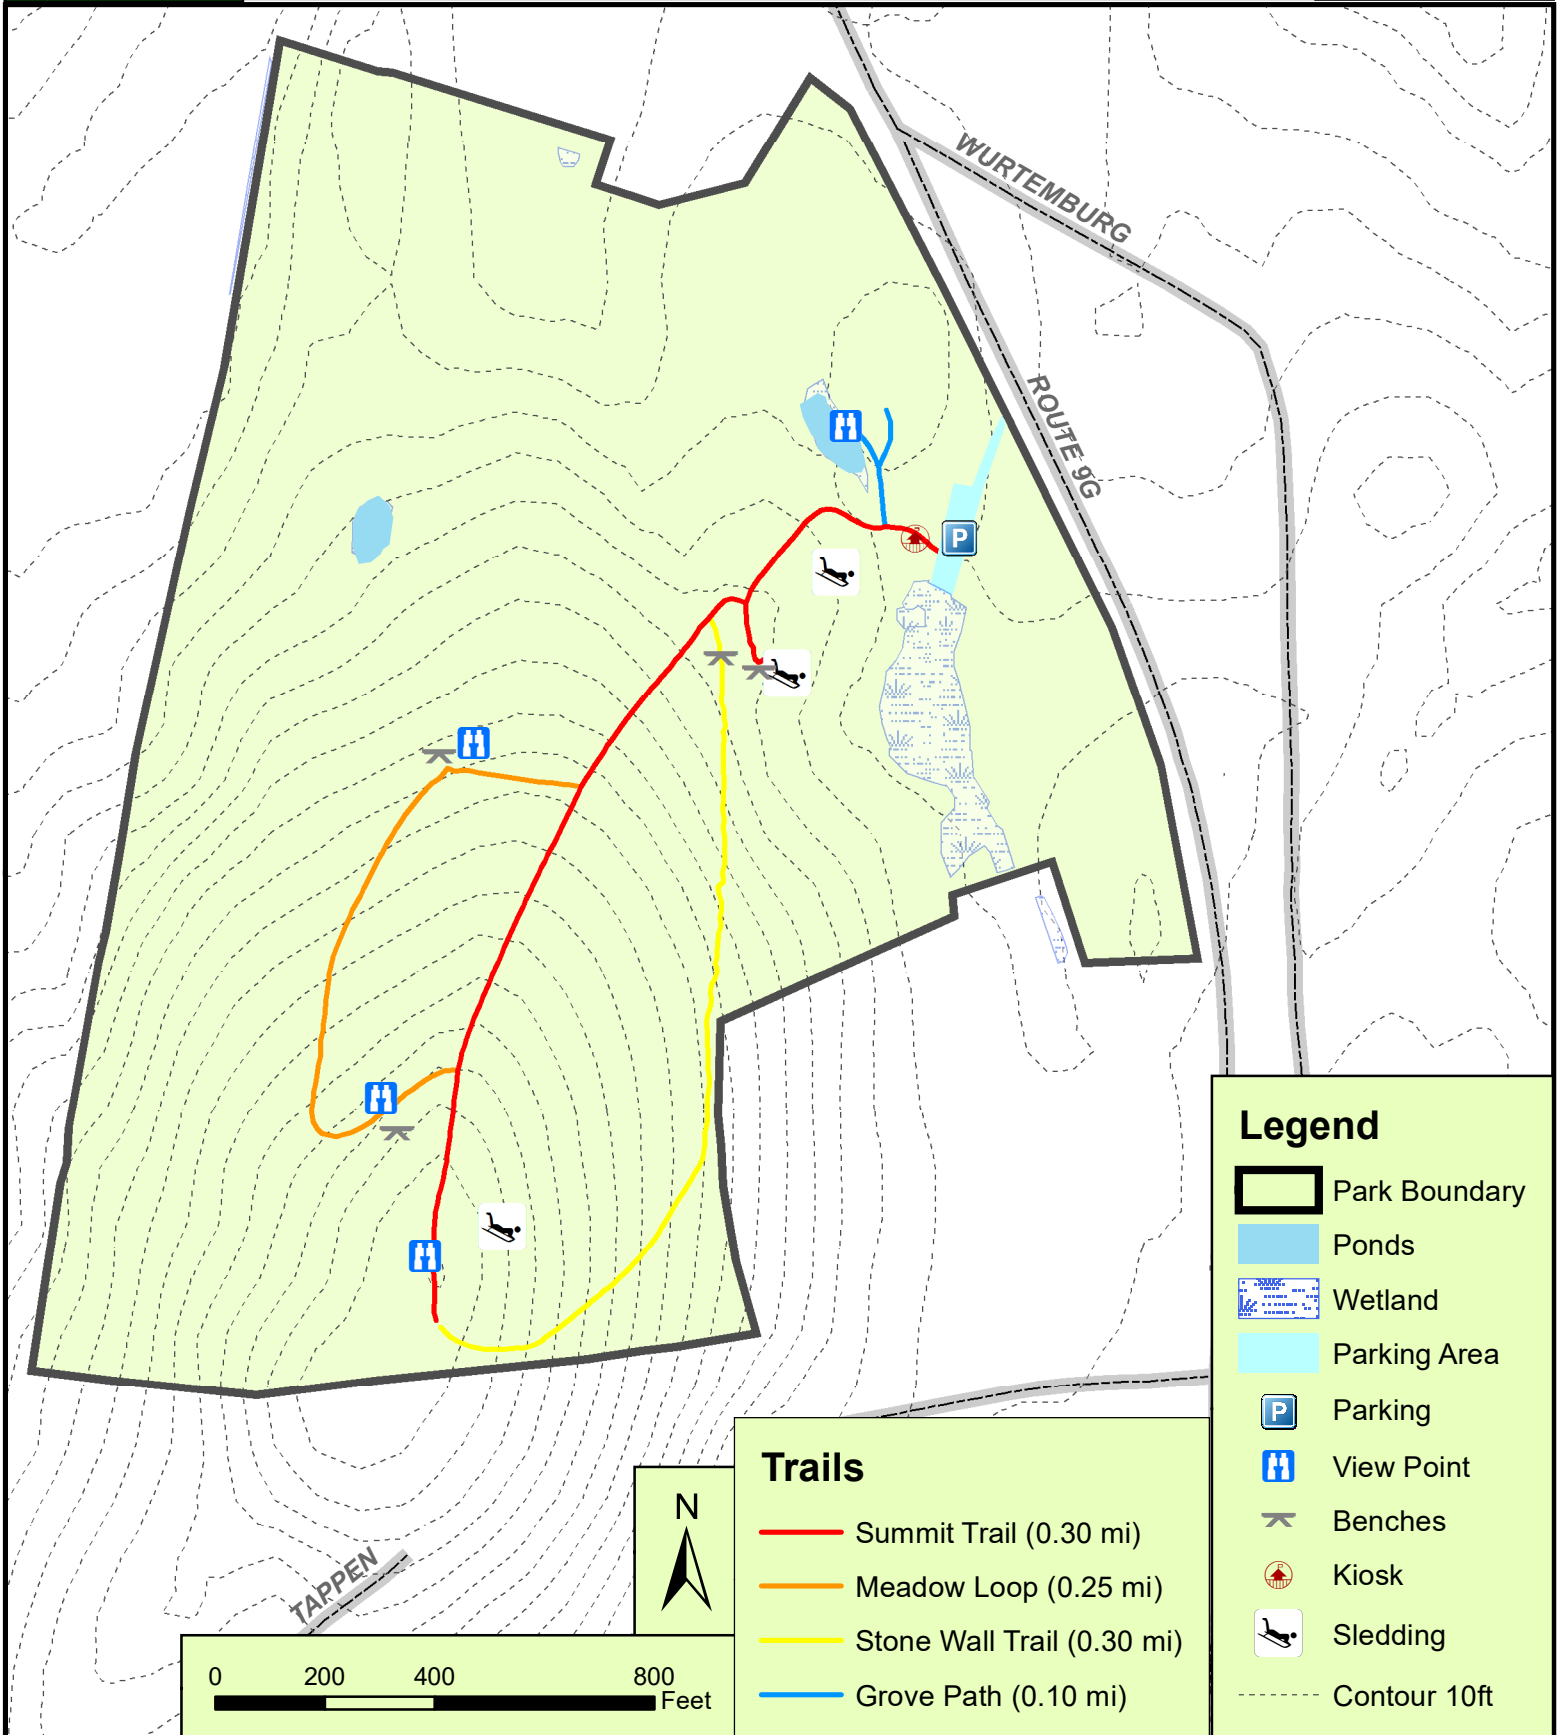 WURTEMBURG
ROUTE 9G
P
TAPPEN
N
0 200 400 800
Feet
Trails
Summit Trail (0.30 mi)
Meadow Loop (0.25 mi)
Stone Wall Trail (0.30 mi)
Grove Path (0.10 mi)
Legend
Park Boundary
Ponds
Wetland
Parking Area
P Parking
View Point
Benches
Kiosk
Sledding
Contour 10ft